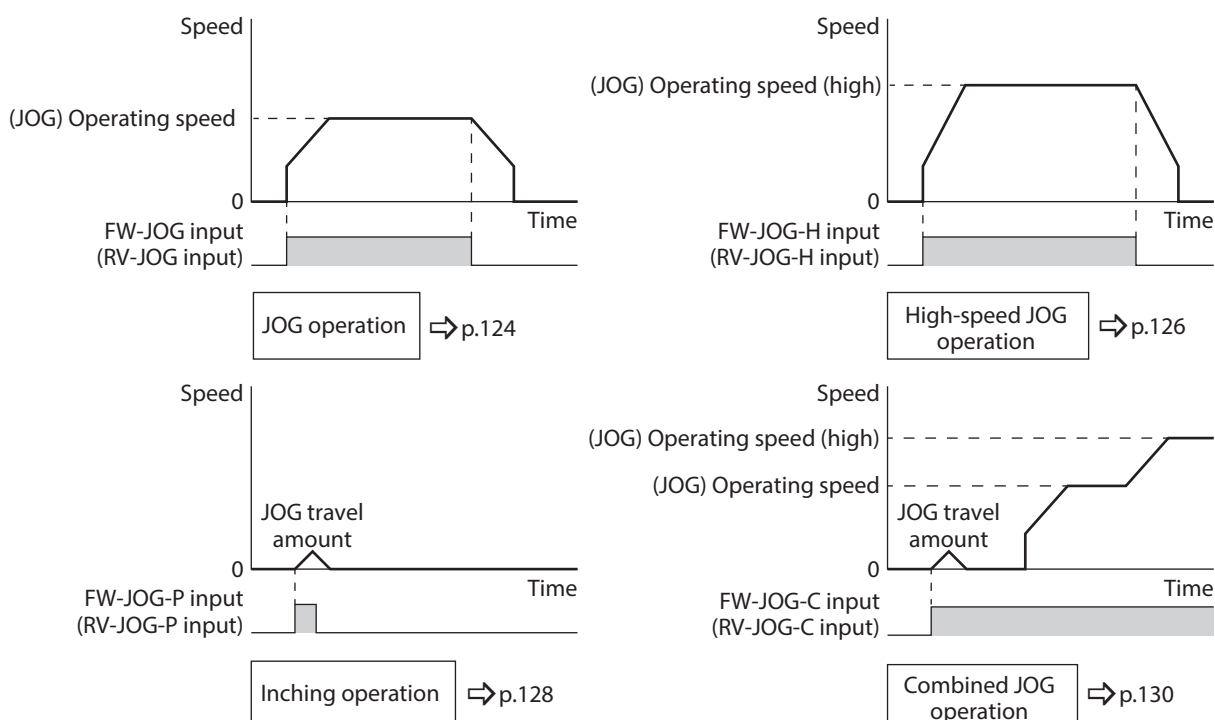 Speed
(JOG) Operating speed
0
Time
FW-JOG input
(RV-JOG input)
JOG operation
p.124
Speed
(JOG) Operating speed (high)
0
Time
FW-JOG-H input
(RV-JOG-H input)
High-speed JOG
operation
p.126
Speed
JOG travel
amount
0
Time
FW-JOG-P input
(RV-JOG-P input)
Inching operation
p.128
Speed
(JOG) Operating speed (high)
(JOG) Operating speed
JOG travel
amount
0
Time
FW-JOG-C input
(RV-JOG-C input)
Combined JOG
operation
p.130